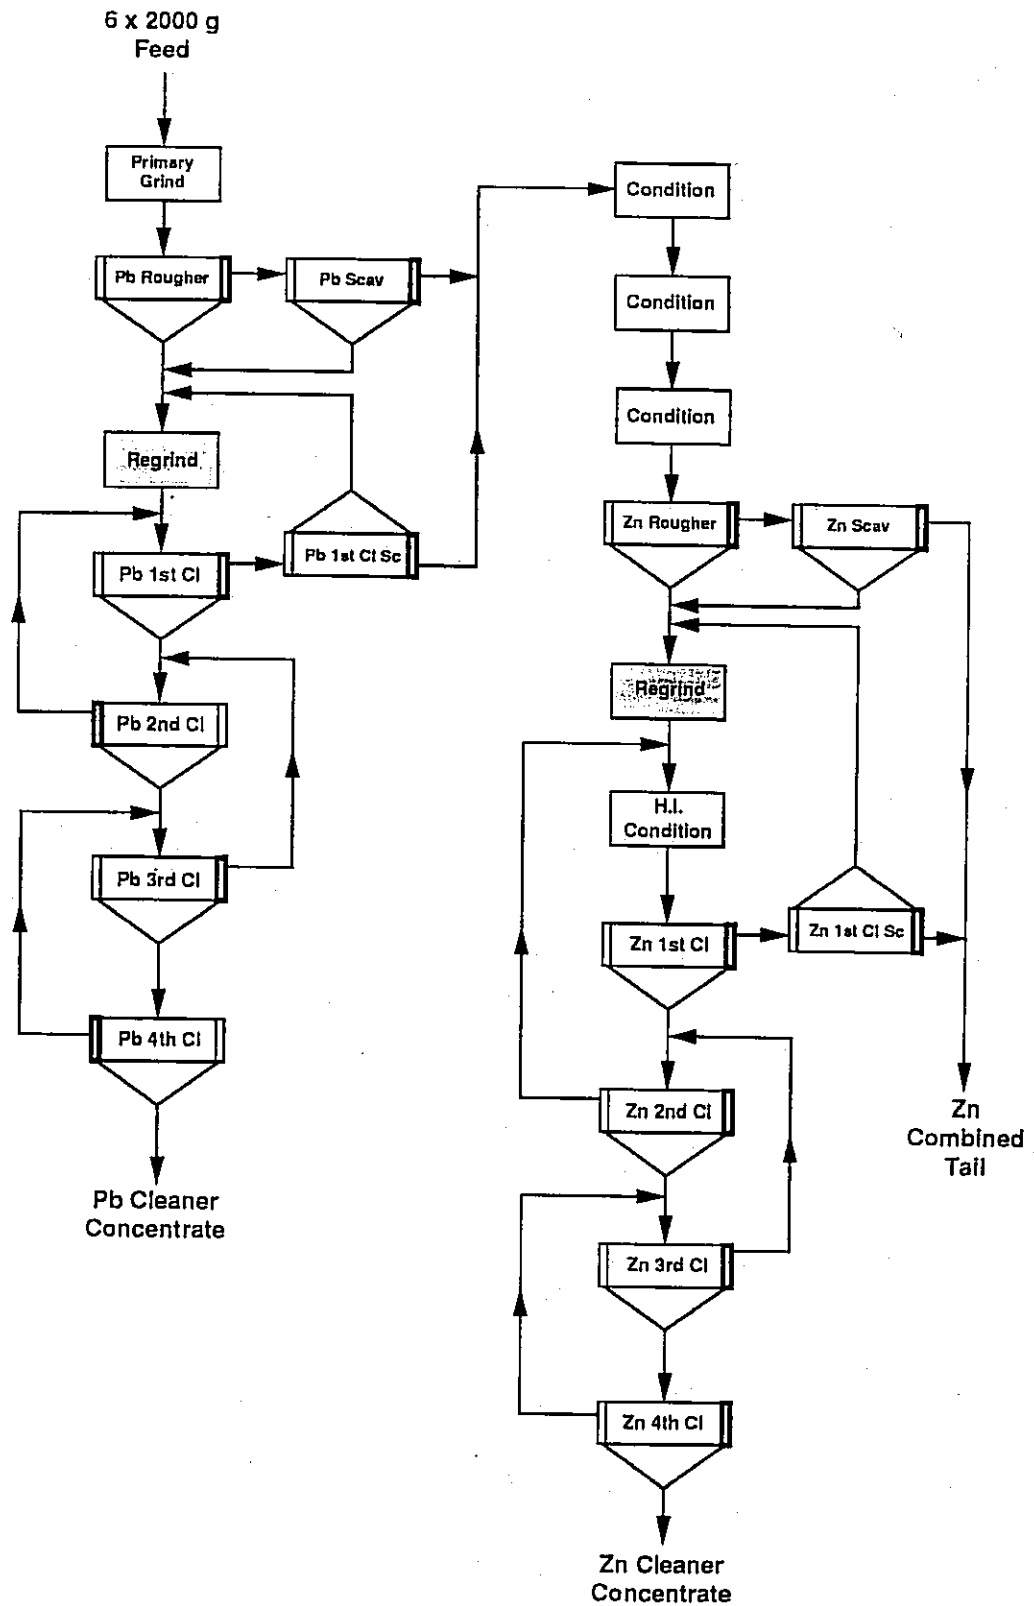 6 x 2000 g
Feed
Primary
Grind
Pb Rougher
Pb Scav
Regrind
Pb 1st Cl
Pb 1st Cl Sc
Pb 2nd Cl
Pb 3rd Cl
Pb 4th Cl
Pb Cleaner
Concentrate
Condition
Condition
Condition
Zn Rougher
Zn Scav
Regrind
H.I.
Condition
Zn 1st Cl
Zn 1st Cl Sc
Zn 2nd Cl
Zn
Combined
Tail
Zn 3rd Cl
Zn 4th Cl
Zn Cleaner
Concentrate